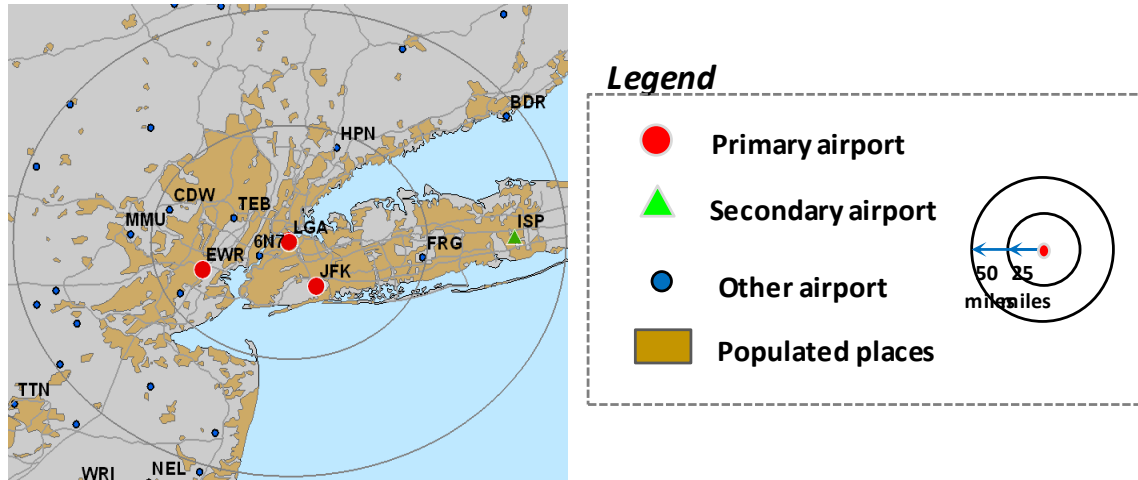 BDR
HPN
CDW
TEB
MMU
LGA
ISP
6N7
FRG
EWR
JFK
TTN
WRI
NEL
Legend
Primary airport
Secondary airport
Other airport
Populated places
50 25
miles miles